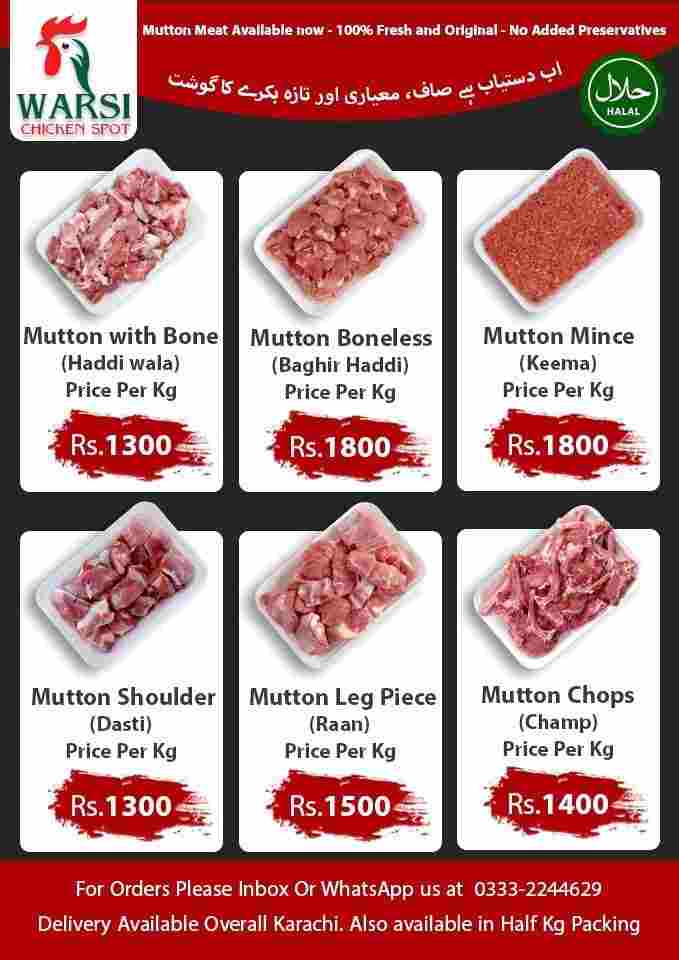 WARSI
CHICKEN SPOT
Mutton Meat Available now - 100% Fresh and Original - No Added Preservatives
اب دستیاب ہے صاف، معیاری اور تازہ بکرے کا گوشت
حلال
HALAL
Mutton with Bone
(Haddi wala)
Price Per Kg
Rs.1300
Mutton Boneless
(Baghir Haddi)
Price Per Kg
Rs.1800
Mutton Mince
(Keema)
Price Per Kg
Rs.1800
Mutton Shoulder
(Dasti)
Price Per Kg
Rs.1300
Mutton Leg Piece
(Raan)
Price Per Kg
Rs.1500
Mutton Chops
(Champ)
Price Per Kg
Rs.1400
For Orders Please Inbox Or WhatsApp us at 0333-2244629
Delivery Available Overall Karachi. Also available in Half Kg Packing